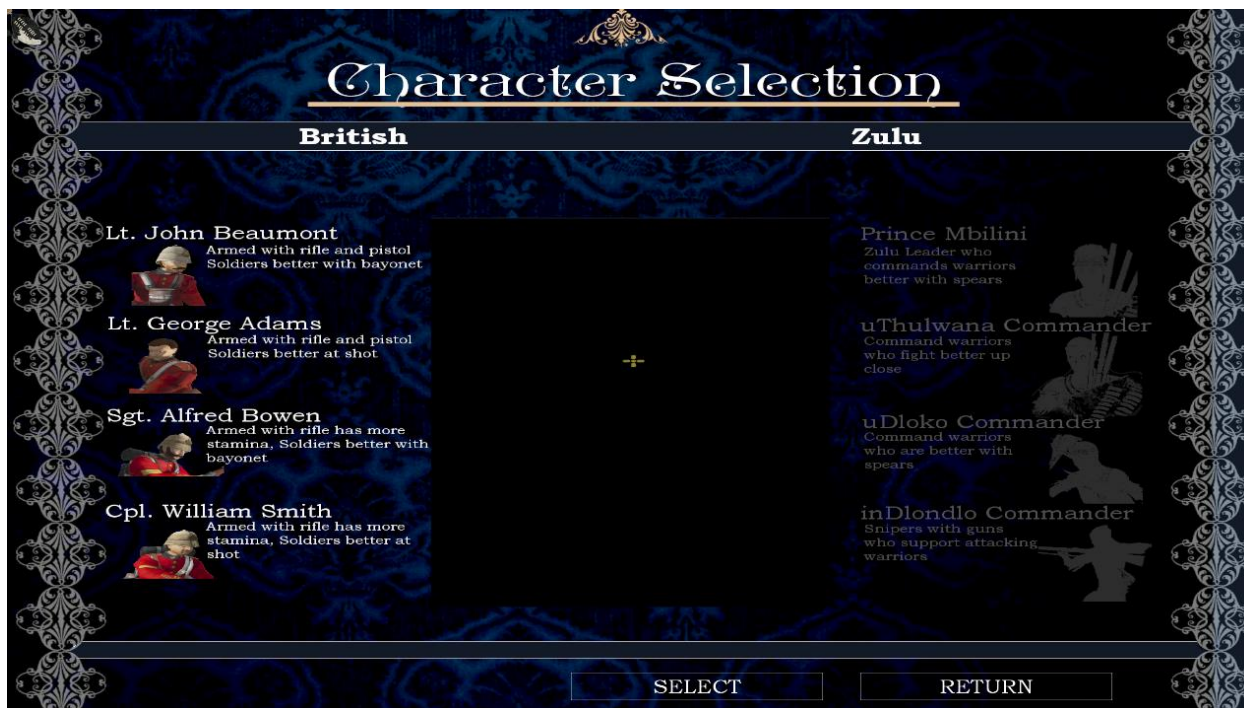 Character Selection
British
Zulu
Lt. John Beaumont
Armed with rifle and pistol
Soldiers better with bayonet
Lt. George Adams
Armed with rifle and pistol
Soldiers better at shot
Sgt. Alfred Bowen
Armed with rifle has more
stamina, Soldiers better with
bayonet
Cpl. William Smith
Armed with rifle has more
stamina, Soldiers better at
shot
Prince Mbilini
Zulu Leader who
commands warriors
better with spears
uThulwana Commander
Command warriors
who fight better up
close
uDloko Commander
Command warriors
who are better with
spears
inDlondlo Commander
Snipers with guns
who support attacking
warriors
SELECT
RETURN